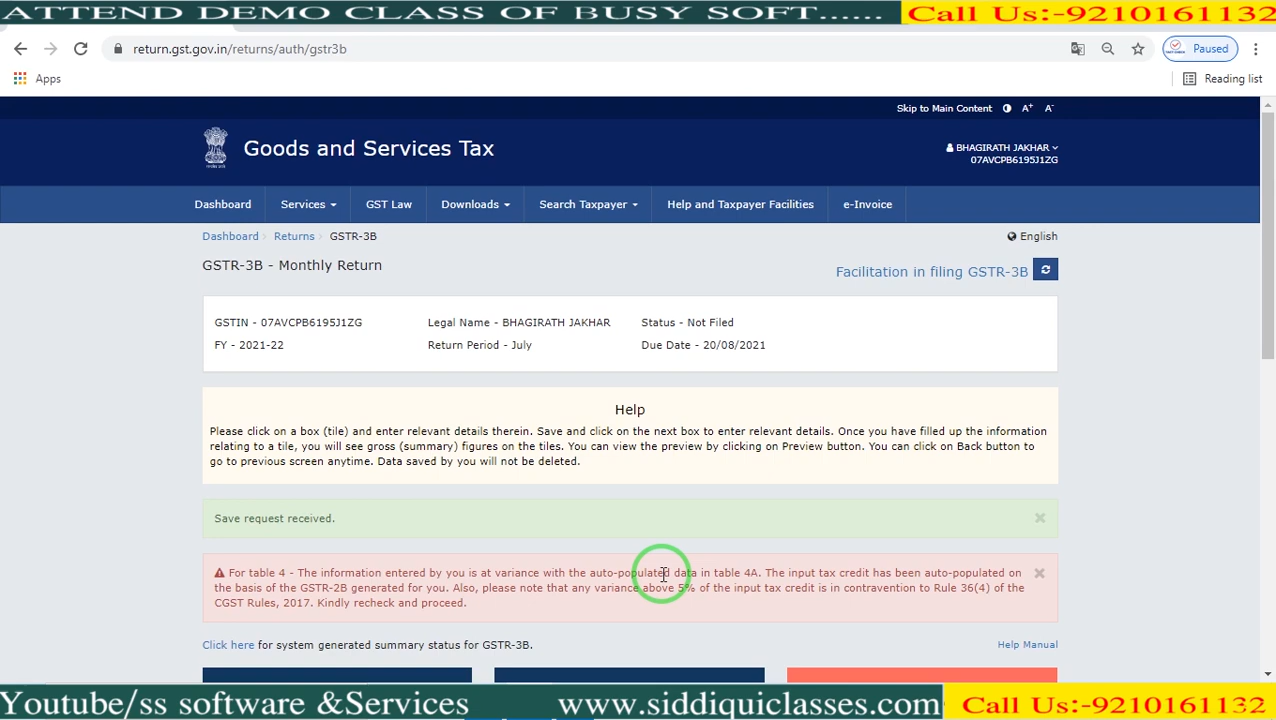 ATTEND DEMO CLASS OF BUSY SOFT......
Call Us:-9210161132
return.gst.gov.in/returns/auth/gstr3b
Paused
Apps
Reading list
Skip to Main Content
A+
A-
Goods and Services Tax
BHAGIRATH JAKHAR
07AVCPB6195J1ZG
Dashboard
Services
GST Law
Downloads
Search Taxpayer
Help and Taxpayer Facilities
e-Invoice
Dashboard
Returns
GSTR-3B
English
GSTR-3B - Monthly Return
Facilitation in filing GSTR-3B
GSTIN - 07AVCPB6195J1ZG
Legal Name - BHAGIRATH JAKHAR
Status - Not Filed
FY - 2021-22
Return Period - July
Due Date - 20/08/2021
Help
Please click on a box (tile) and enter relevant details therein. Save and click on the next box to enter relevant details. Once you have filled up the information
relating to a tile, you will see gross (summary) figures on the tiles. You can view the preview by clicking on Preview button. You can click on Back button to
go to previous screen anytime. Data saved by you will not be deleted.
Save request received.
For table 4 - The information entered by you is at variance with the auto-populated data in table 4A. The input tax credit has been auto-populated on
the basis of the GSTR-2B generated for you. Also, please note that any variance above 5% of the input tax credit is in contravention to Rule 36(4) of the
CGST Rules, 2017. Kindly recheck and proceed.
Click here for system generated summary status for GSTR-3B.
Help Manual
Youtube/ss software &Services
www.siddiquiclasses.com
Call Us:-9210161132